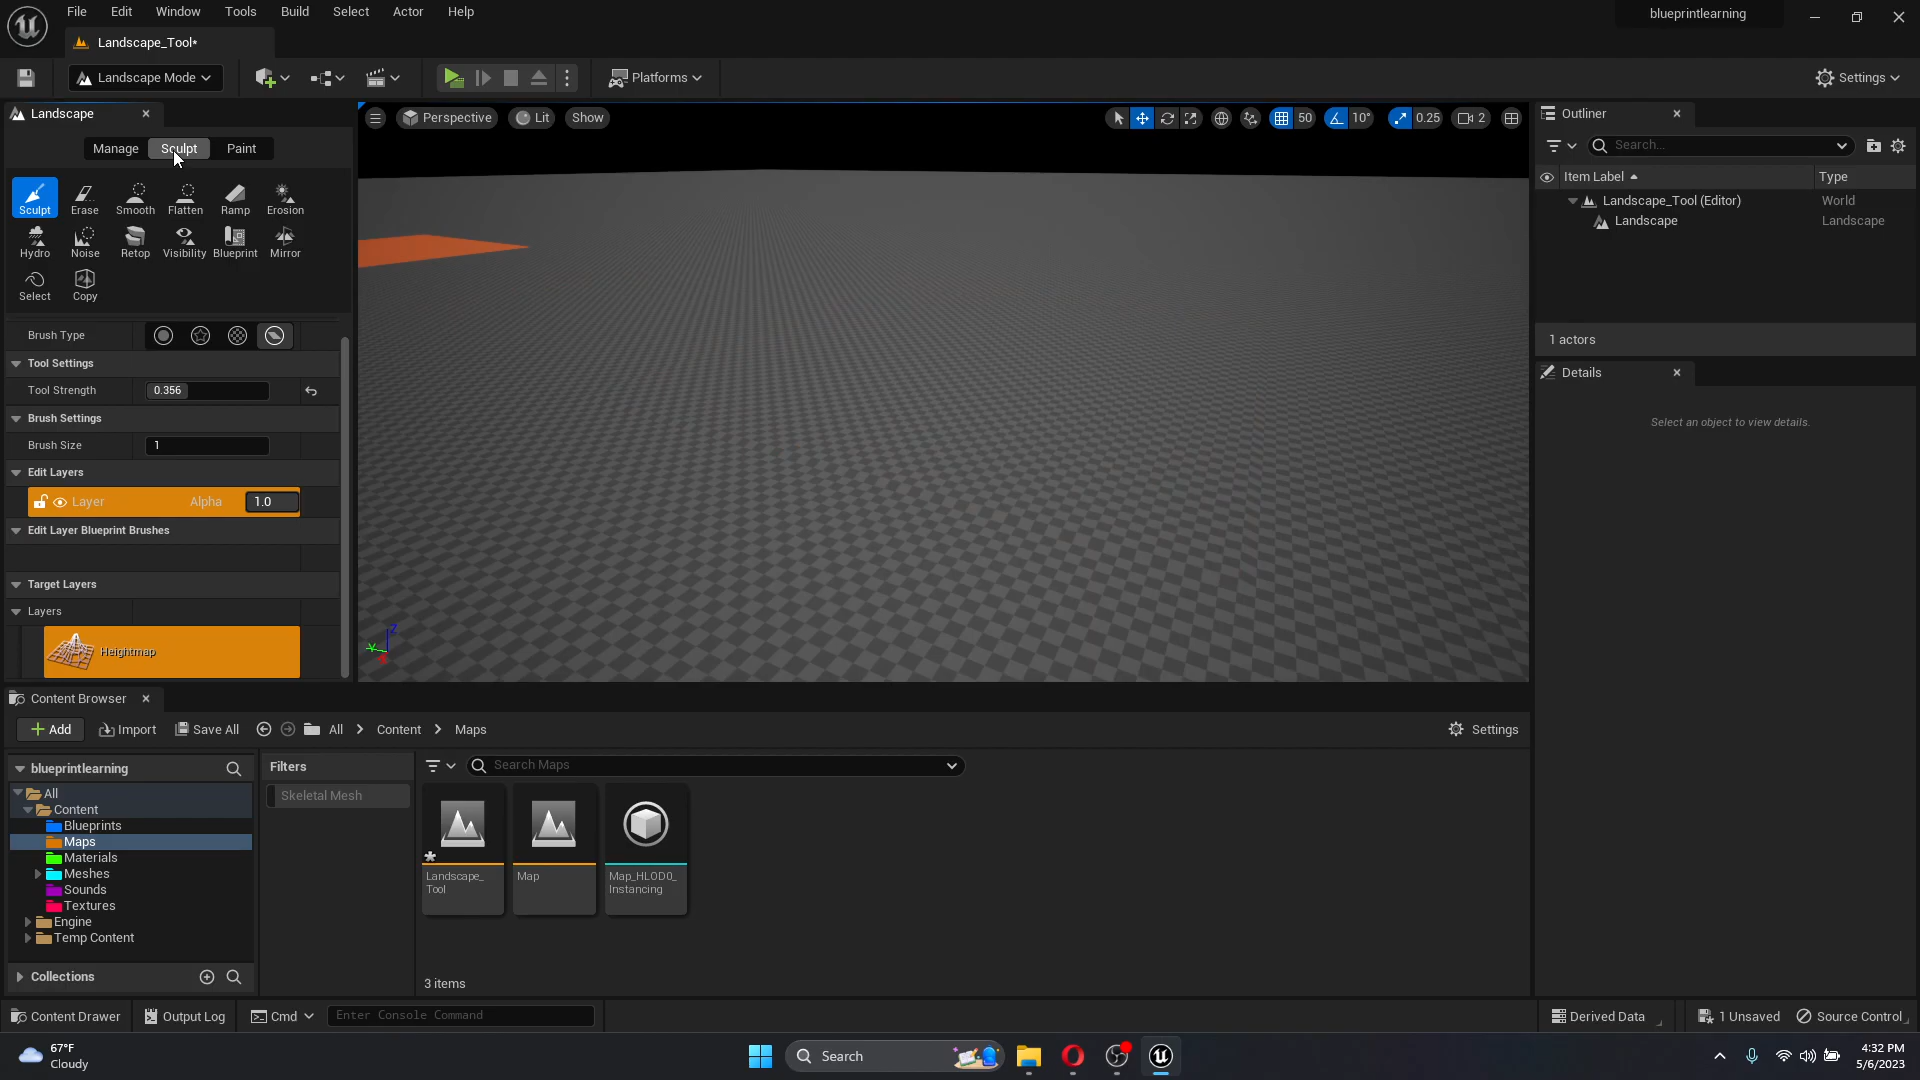 File Edit Window Tools Build Select Actor Help
blueprintlearning
Landscape_Tool*
Landscape Mode
Platforms
Settings
Landscape
Manage Sculpt Paint
Sculpt Erase Smooth Flatten Ramp Erosion
Hydro Noise Retop Visibility Blueprint Mirror
Select Copy
Brush Type
Tool Settings
Tool Strength 0.356
Brush Settings
Brush Size 1
Edit Layers
Layer Alpha 1.0
Edit Layer Blueprint Brushes
Target Layers
Layers
Heightmap
Perspective Lit Show
50 10° 0.25 2
Z
Y
Outliner
Search...
Item Label Type
Landscape_Tool (Editor) World
Landscape Landscape
1 actors
Details
Select an object to view details.
Content Browser
Add Import Save All All Content Maps
Settings
blueprintlearning
All
Content
Blueprints
Maps
Materials
Meshes
Sounds
Textures
Engine
Temp Content
Collections
Filters
Skeletal Mesh
Search Maps
Landscape_
Tool
Map
Map_HLOD0_
Instancing
3 items
Content Drawer Output Log Cmd Enter Console Command
Derived Data 1 Unsaved Source Control
67°F
Cloudy
Search
4:32 PM
5/6/2023